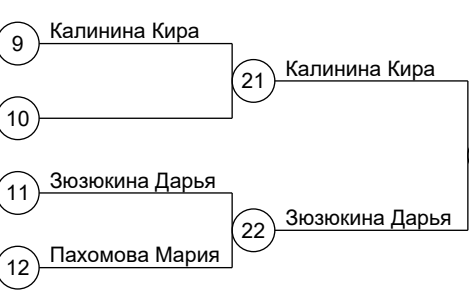 9 Калинина Кира
21 Калинина Кира
10
11 Зюзюкина Дарья
22 Зюзюкина Дарья
12 Пахомова Мария